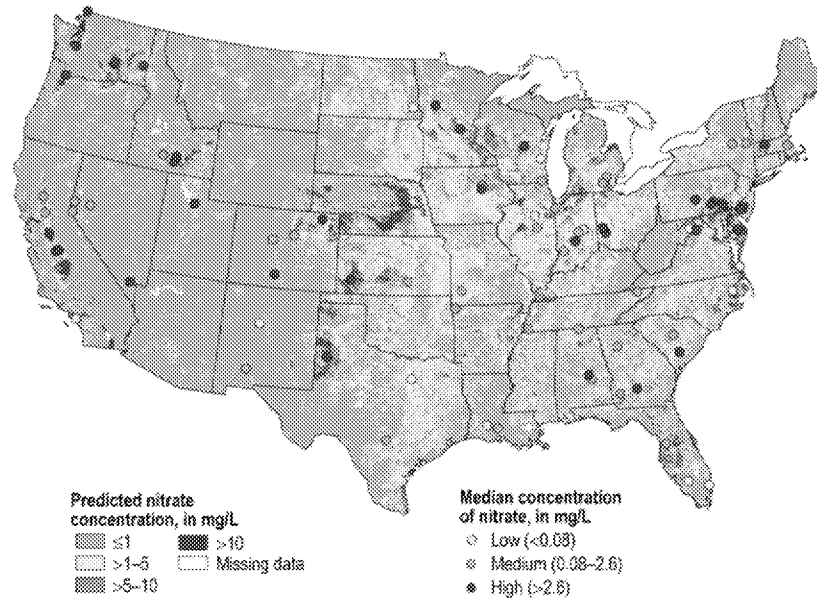 Predicted nitrate
concentration, in mg/L
≤1
>10
>1–5
Missing data
>5–10
Median concentration
of nitrate, in mg/L
Low (<0.08)
Medium (0.08–2.6)
High (>2.6)